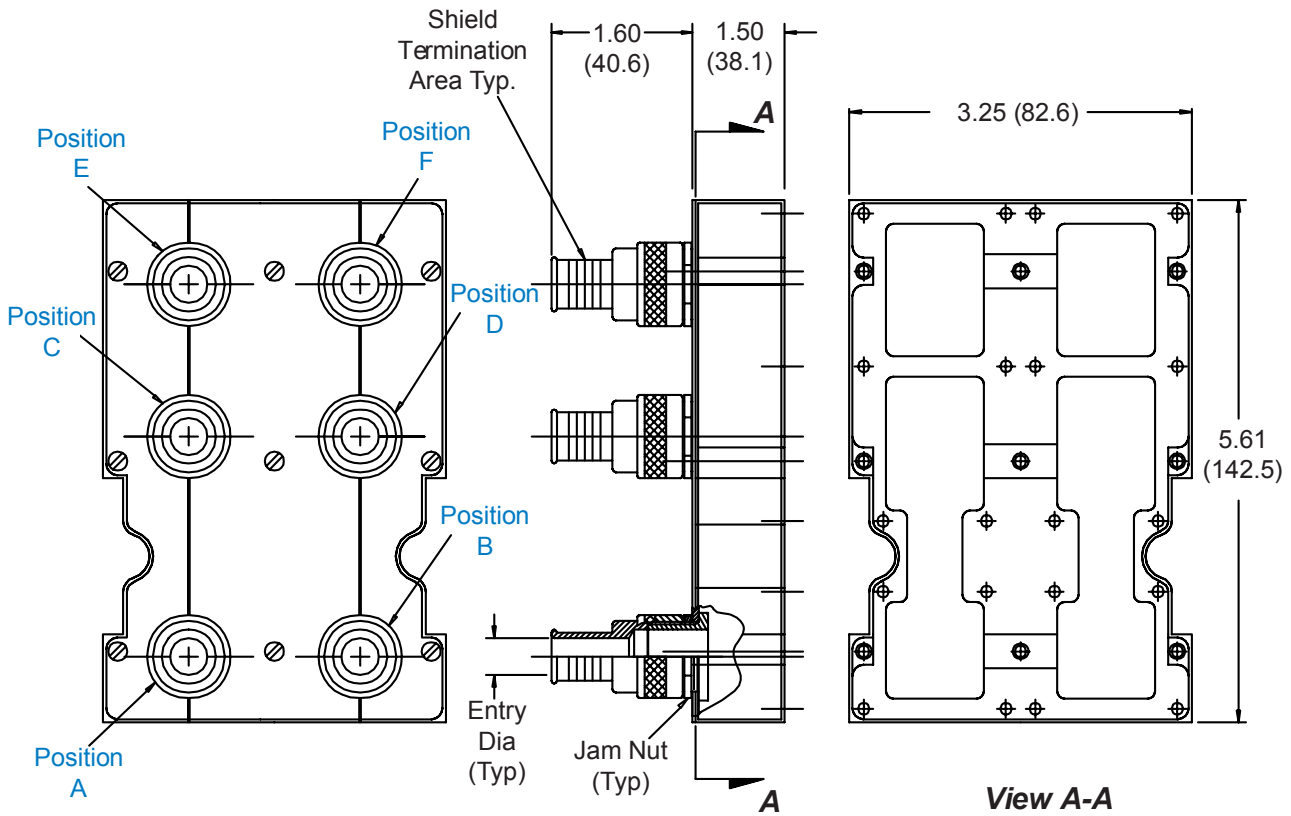 Shield
Termination
Area Typ.
1.60
(40.6)
1.50
(38.1)
A
3.25 (82.6)
Position
E
Position
F
Position
C
Position
D
5.61
(142.5)
Position
B
Position
A
Entry
Dia
(Typ)
Jam Nut
(Typ)
A
View A-A